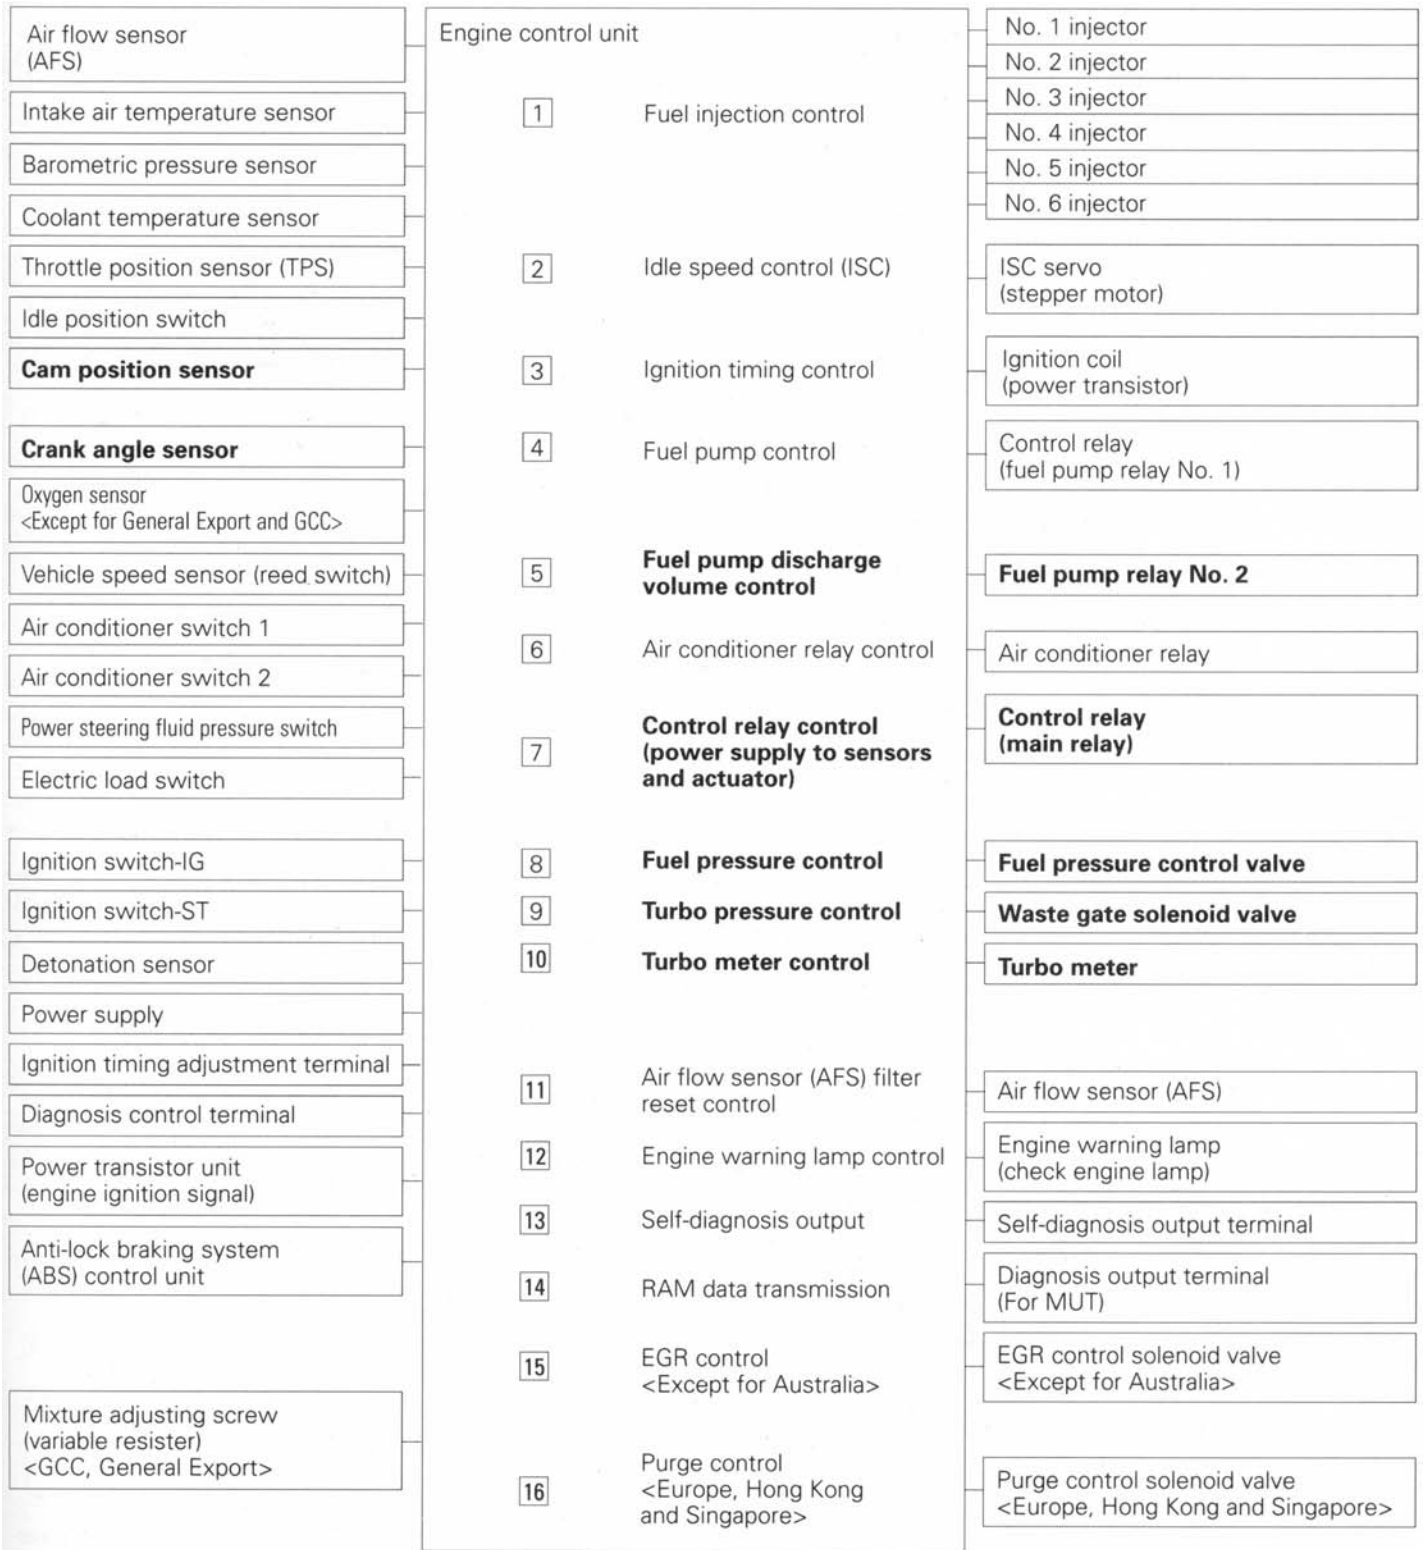 Air flow sensor
(AFS)
Intake air temperature sensor
Barometric pressure sensor
Coolant temperature sensor
Throttle position sensor (TPS)
Idle position switch
Cam position sensor
Crank angle sensor
Oxygen sensor
<Except for General Export and GCC>
Vehicle speed sensor (reed switch)
Air conditioner switch 1
Air conditioner switch 2
Power steering fluid pressure switch
Electric load switch
Ignition switch-IG
Ignition switch-ST
Detonation sensor
Power supply
Ignition timing adjustment terminal
Diagnosis control terminal
Power transistor unit
(engine ignition signal)
Anti-lock braking system
(ABS) control unit
Mixture adjusting screw
(variable resister)
<GCC, General Export>
Engine control unit
1 Fuel injection control
2 Idle speed control (ISC)
3 Ignition timing control
4 Fuel pump control
5 Fuel pump discharge
volume control
6 Air conditioner relay control
7 Control relay control
(power supply to sensors
and actuator)
8 Fuel pressure control
9 Turbo pressure control
10 Turbo meter control
11 Air flow sensor (AFS) filter
reset control
12 Engine warning lamp control
13 Self-diagnosis output
14 RAM data transmission
15 EGR control
<Except for Australia>
16 Purge control
<Europe, Hong Kong
and Singapore>
No. 1 injector
No. 2 injector
No. 3 injector
No. 4 injector
No. 5 injector
No. 6 injector
ISC servo
(stepper motor)
Ignition coil
(power transistor)
Control relay
(fuel pump relay No. 1)
Fuel pump relay No. 2
Air conditioner relay
Control relay
(main relay)
Fuel pressure control valve
Waste gate solenoid valve
Turbo meter
Air flow sensor (AFS)
Engine warning lamp
(check engine lamp)
Self-diagnosis output terminal
Diagnosis output terminal
(For MUT)
EGR control solenoid valve
<Except for Australia>
Purge control solenoid valve
<Europe, Hong Kong and Singapore>